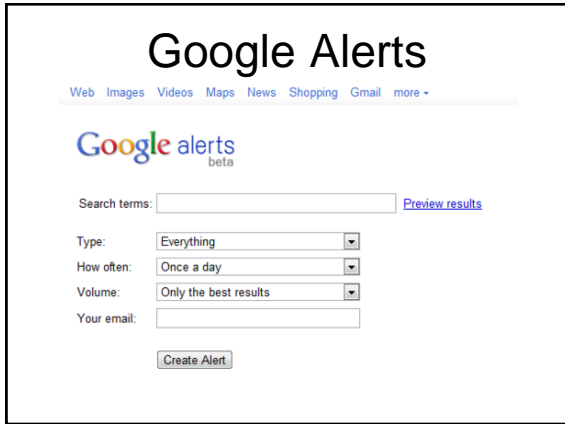 Google Alerts
Web Images Videos Maps News Shopping Gmail more
Google alerts
beta
Search terms: Preview results
Type: Everything
How often: Once a day
Volume: Only the best results
Your email:
Create Alert